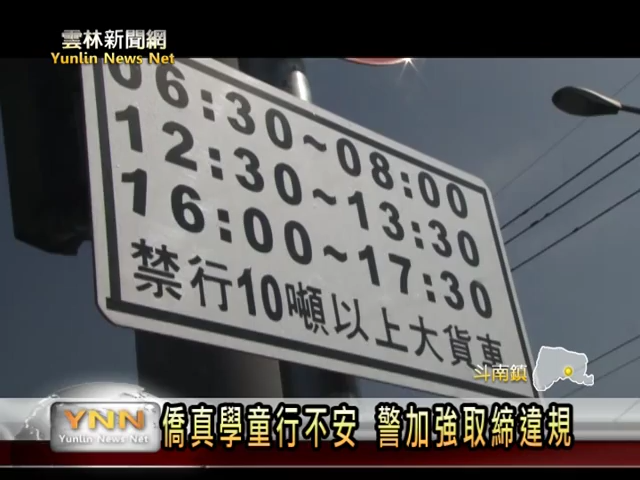 雲林新聞網
Yunlin News Net
06:30~08:00
12:30~13:30
16:00~17:30
禁行10噸以上大貨車
斗南鎮
YNN
Yunlin News Net
僑真學童行不安 警加強取締違規